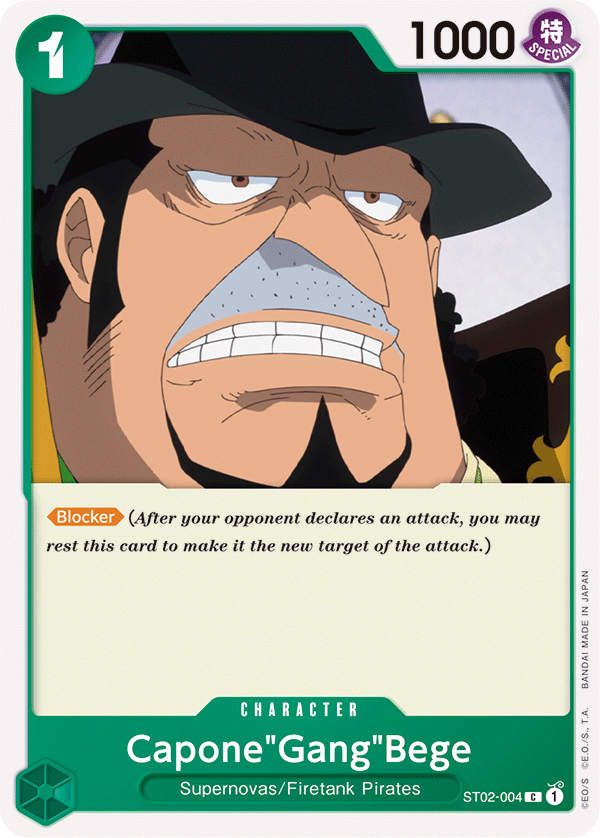 1
1000
特
SPECIAL
Blocker (After your opponent declares an attack, you may
rest this card to make it the new target of the attack.)
CHARACTER
Capone"Gang"Bege
Supernovas/Firetank Pirates
ST02-004 C 1
©E.O/S ©E.O./S., T.A. BANDAI MADE IN JAPAN